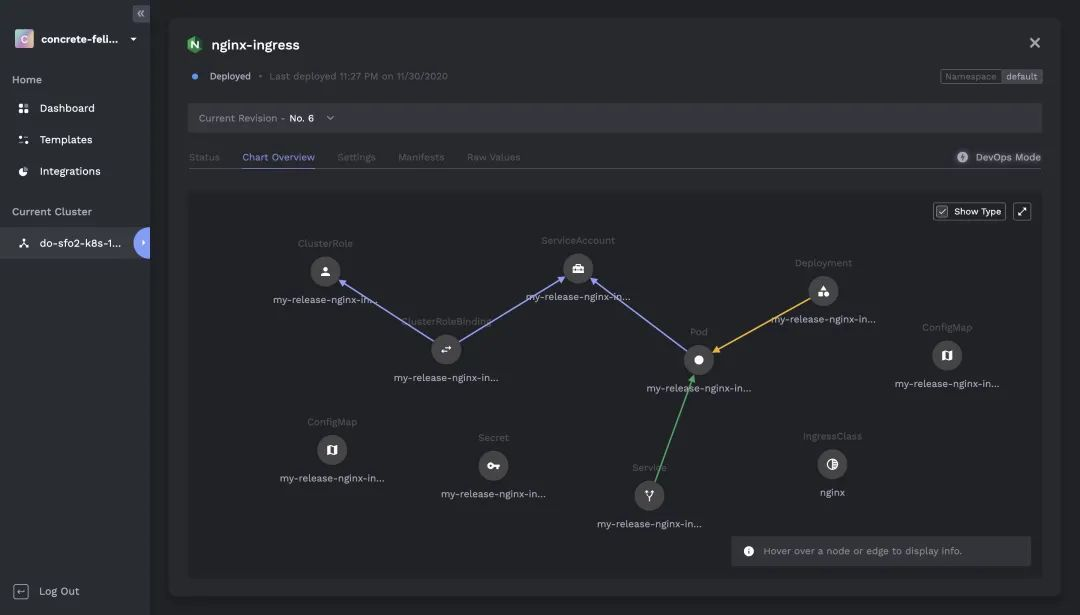 «
C concrete-feli...
Home
Dashboard
Templates
Integrations
Current Cluster
do-sfo2-k8s-1...
Log Out
N nginx-ingress
Deployed • Last deployed 11:27 PM on 11/30/2020
Namespace default
Current Revision - No. 6
Status Chart Overview Settings Manifests Raw Values DevOps Mode
Show Type
ClusterRole
my-release-nginx-in...
ServiceAccount
my-release-nginx-in...
Deployment
my-release-nginx-in...
ClusterRoleBinding
my-release-nginx-in...
Pod
my-release-nginx-in...
ConfigMap
my-release-nginx-in...
ConfigMap
my-release-nginx-in...
Secret
my-release-nginx-in...
Service
my-release-nginx-in...
IngressClass
nginx
Hover over a node or edge to display info.